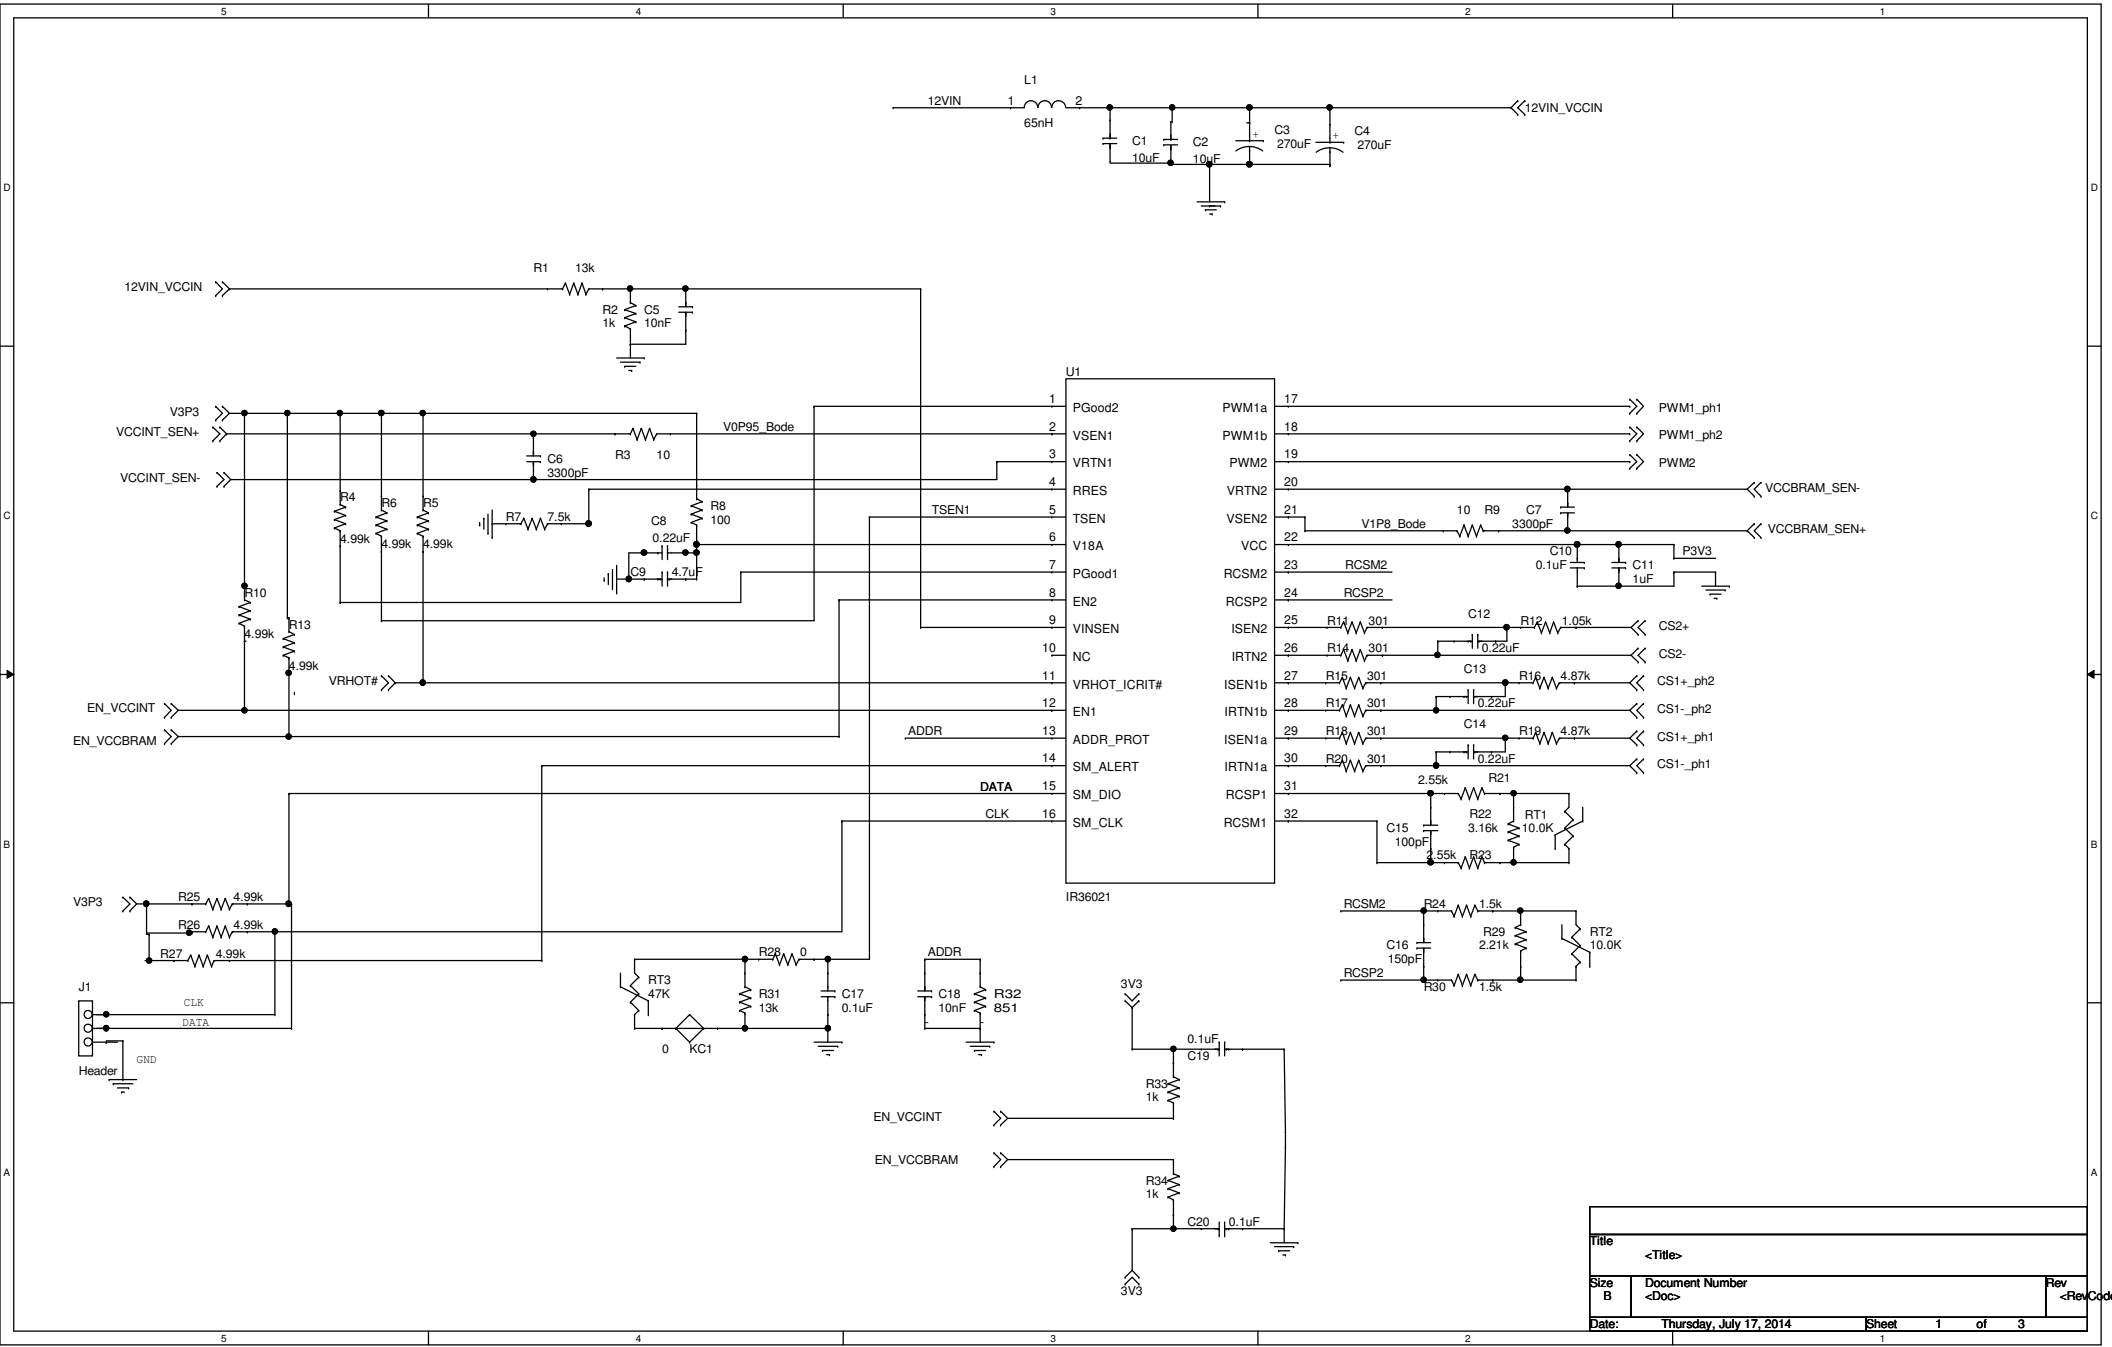 5 4 3 2 1
L1
12VIN 1 2 12VIN_VCCIN
65nH
C1 10uF
C2 10uF
C3 270uF
C4 270uF
+ +
D D
R1 13k
12VIN_VCCIN
R2 1k
C5 10nF
U1
V3P3
VCCINT_SEN+
V0P95_Bode
R3 10
C6 3300pF
VCCINT_SEN-
R4 4.99k
R6 4.99k
R5 4.99k
R7 7.5k
C8 0.22uF
R8 100
C9 4.7uF
TSEN1
C C
R10 4.99k
R13 4.99k
VRHOT#
EN_VCCINT
EN_VCCBRAM
ADDR
DATA
CLK
1 PGood2
2 VSEN1
3 VRTN1
4 RRES
5 TSEN
6 V18A
7 PGood1
8 EN2
9 VINSEN
10 NC
11 VRHOT_ICRIT#
12 EN1
13 ADDR_PROT
14 SM_ALERT
15 SM_DIO
16 SM_CLK
PWM1a 17 PWM1_ph1
PWM1b 18 PWM1_ph2
PWM2 19 PWM2
VRTN2 20 VCCBRAM_SEN-
VSEN2 21 V1P8_Bode 10 R9 C7 3300pF VCCBRAM_SEN+
VCC 22 P3V3
C10 0.1uF
C11 1uF
RCSM2 23 RCSM2
RCSP2 24 RCSP2
ISEN2 25 R11 301 C12 0.22uF R12 1.05k CS2+
IRTN2 26 R14 301 CS2-
ISEN1b 27 R15 301 C13 0.22uF R16 4.87k CS1+_ph2
IRTN1b 28 R17 301 CS1-_ph2
ISEN1a 29 R18 301 C14 0.22uF R19 4.87k CS1+_ph1
IRTN1a 30 R20 301 CS1-_ph1
RCSP1 31 2.55k R21
RCSM1 32
C15 100pF
R22 3.16k
RT1 10.0K
2.55k R23
B B
IR36021
V3P3
R25 4.99k
R26 4.99k
R27 4.99k
RCSM2 R24 1.5k
C16 150pF
R29 2.21k
RT2 10.0K
RCSP2 R30 1.5k
J1
CLK
DATA
GND
Header
RT3 47K
R28 0
R31 13k
C17 0.1uF
0 KC1
ADDR
C18 10nF
R32 851
3V3
0.1uF C19
R33 1k
EN_VCCINT
EN_VCCBRAM
R34 1k
C20 0.1uF
3V3
A A
Title
<Title>
Size B
Document Number
<Doc>
Rev
<RevCode
Date: Thursday, July 17, 2014 Sheet 1 of 3
5 4 3 2 1